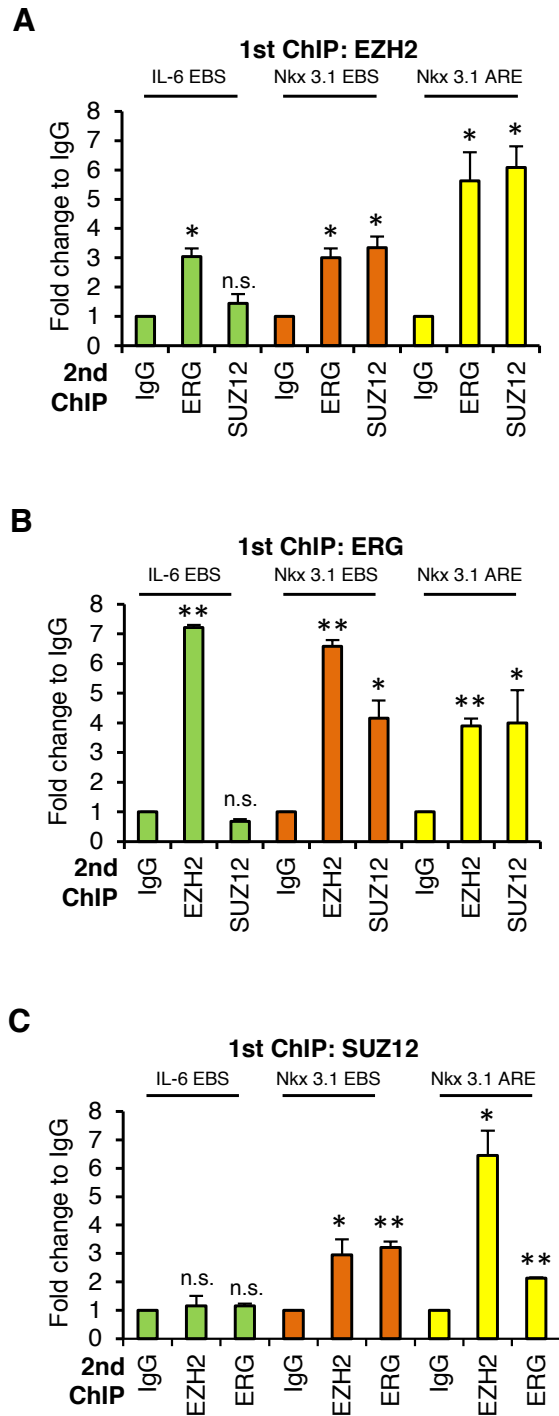 A
1st ChIP: EZH2
IL-6 EBS Nkx 3.1 EBS Nkx 3.1 ARE
Fold change to IgG
8
7
6
5
4
3
2
1
0
* n.s. * * * *
2nd ChIP
IgG ERG SUZ12 IgG ERG SUZ12 IgG ERG SUZ12
B
1st ChIP: ERG
IL-6 EBS Nkx 3.1 EBS Nkx 3.1 ARE
Fold change to IgG
8
7
6
5
4
3
2
1
0
** n.s. ** * ** *
2nd ChIP
IgG EZH2 SUZ12 IgG EZH2 SUZ12 IgG EZH2 SUZ12
C
1st ChIP: SUZ12
IL-6 EBS Nkx 3.1 EBS Nkx 3.1 ARE
Fold change to IgG
8
7
6
5
4
3
2
1
0
n.s. n.s. * ** * **
2nd ChIP
IgG EZH2 ERG IgG EZH2 ERG IgG EZH2 ERG